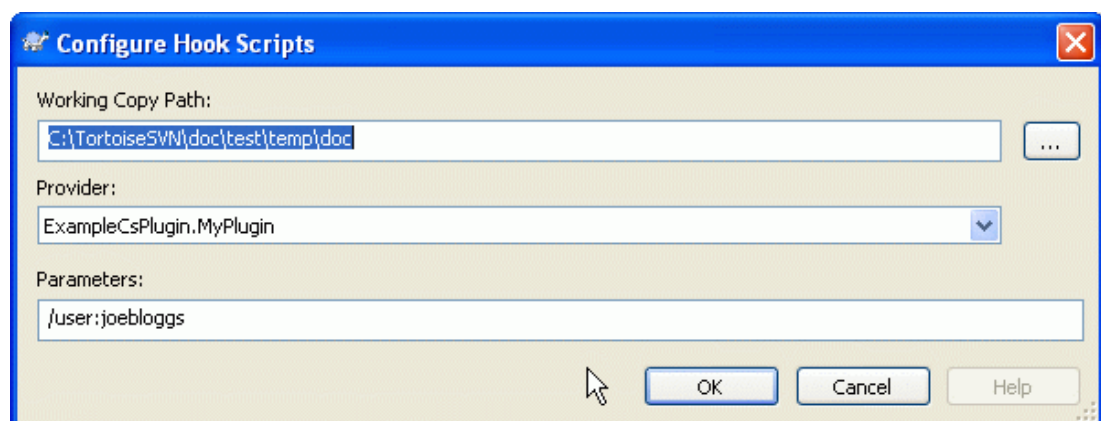 Configure Hook Scripts
Working Copy Path:
C:\TortoiseSVN\doc\test\temp\doc
...
Provider:
ExampleCsPlugin.MyPlugin
Parameters:
/user:joebloggs
OK Cancel Help